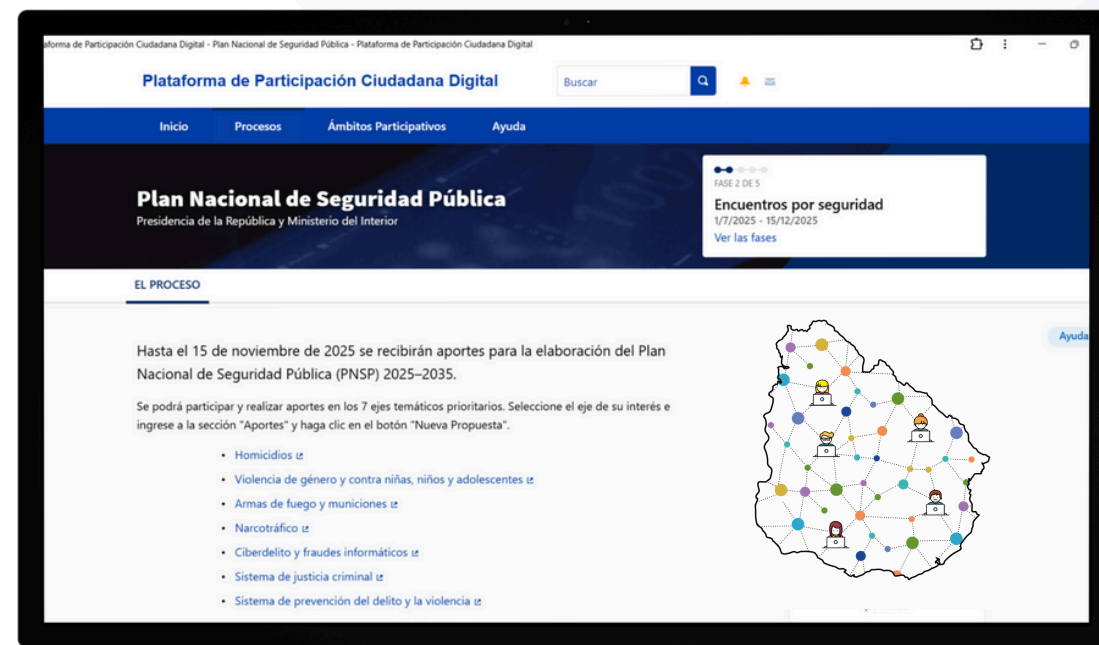 aforma de Participación Ciudadana Digital - Plan Nacional de Seguridad Pública - Plataforma de Participación Ciudadana Digital
Plataforma de Participación Ciudadana Digital
Buscar
Inicio Procesos Ámbitos Participativos Ayuda
Plan Nacional de Seguridad Pública
Presidencia de la República y Ministerio del Interior
FASE 2 DE 5
Encuentros por seguridad
1/7/2025 - 15/12/2025
Ver las fases
EL PROCESO
Ayuda
Hasta el 15 de noviembre de 2025 se recibirán aportes para la elaboración del Plan
Nacional de Seguridad Pública (PNSP) 2025–2035.
Se podrá participar y realizar aportes en los 7 ejes temáticos prioritarios. Seleccione el eje de su interés e
ingrese a la sección "Aportes" y haga clic en el botón "Nueva Propuesta".
• Homicidios
• Violencia de género y contra niñas, niños y adolescentes
• Armas de fuego y municiones
• Narcotráfico
• Ciberdelito y fraudes informáticos
• Sistema de justicia criminal
• Sistema de prevención del delito y la violencia